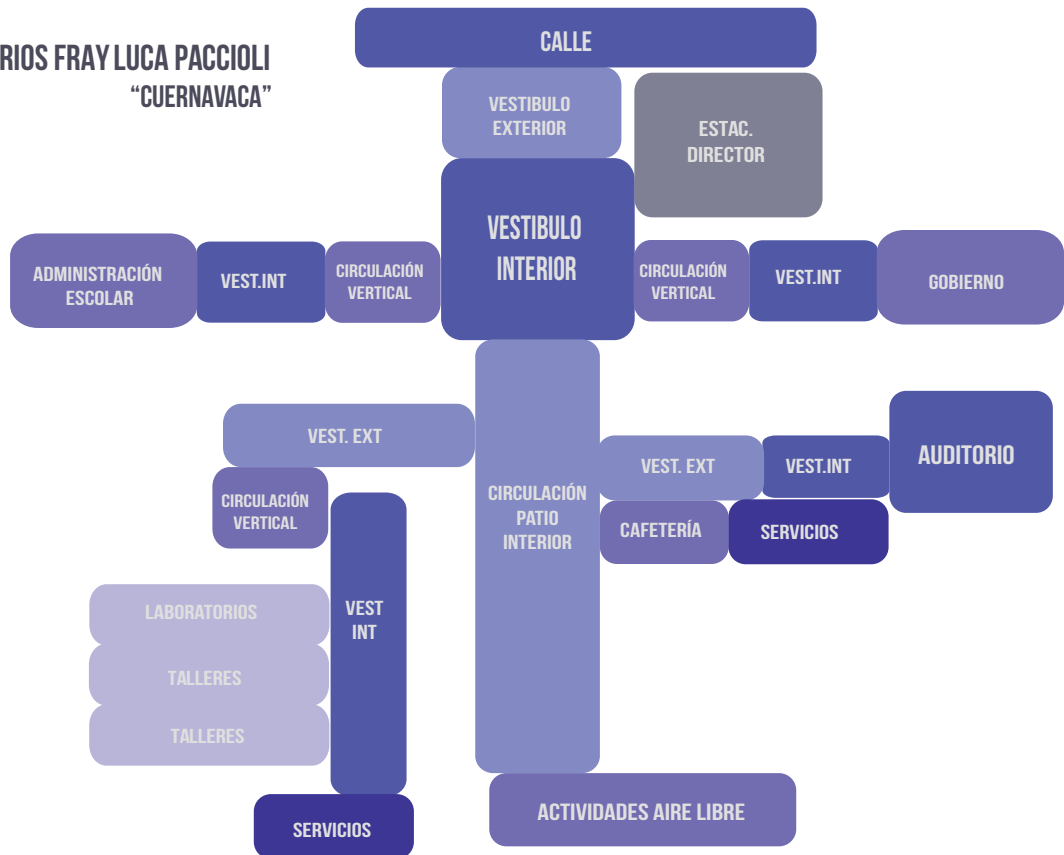 CALLE
RIOS FRAY LUCA PACCIOLI
"CUERNAVACA"
VESTIBULO
EXTERIOR
ESTAC.
DIRECTOR
VESTIBULO
INTERIOR
ADMINISTRACIÓN
ESCOLAR
VEST.INT
CIRCULACIÓN
VERTICAL
CIRCULACIÓN
VERTICAL
VEST.INT
GOBIERNO
VEST. EXT
CIRCULACIÓN
VERTICAL
VEST
INT
LABORATORIOS
TALLERES
TALLERES
SERVICIOS
CIRCULACIÓN
PATIO
INTERIOR
VEST. EXT
VEST.INT
AUDITORIO
CAFETERÍA
SERVICIOS
ACTIVIDADES AIRE LIBRE